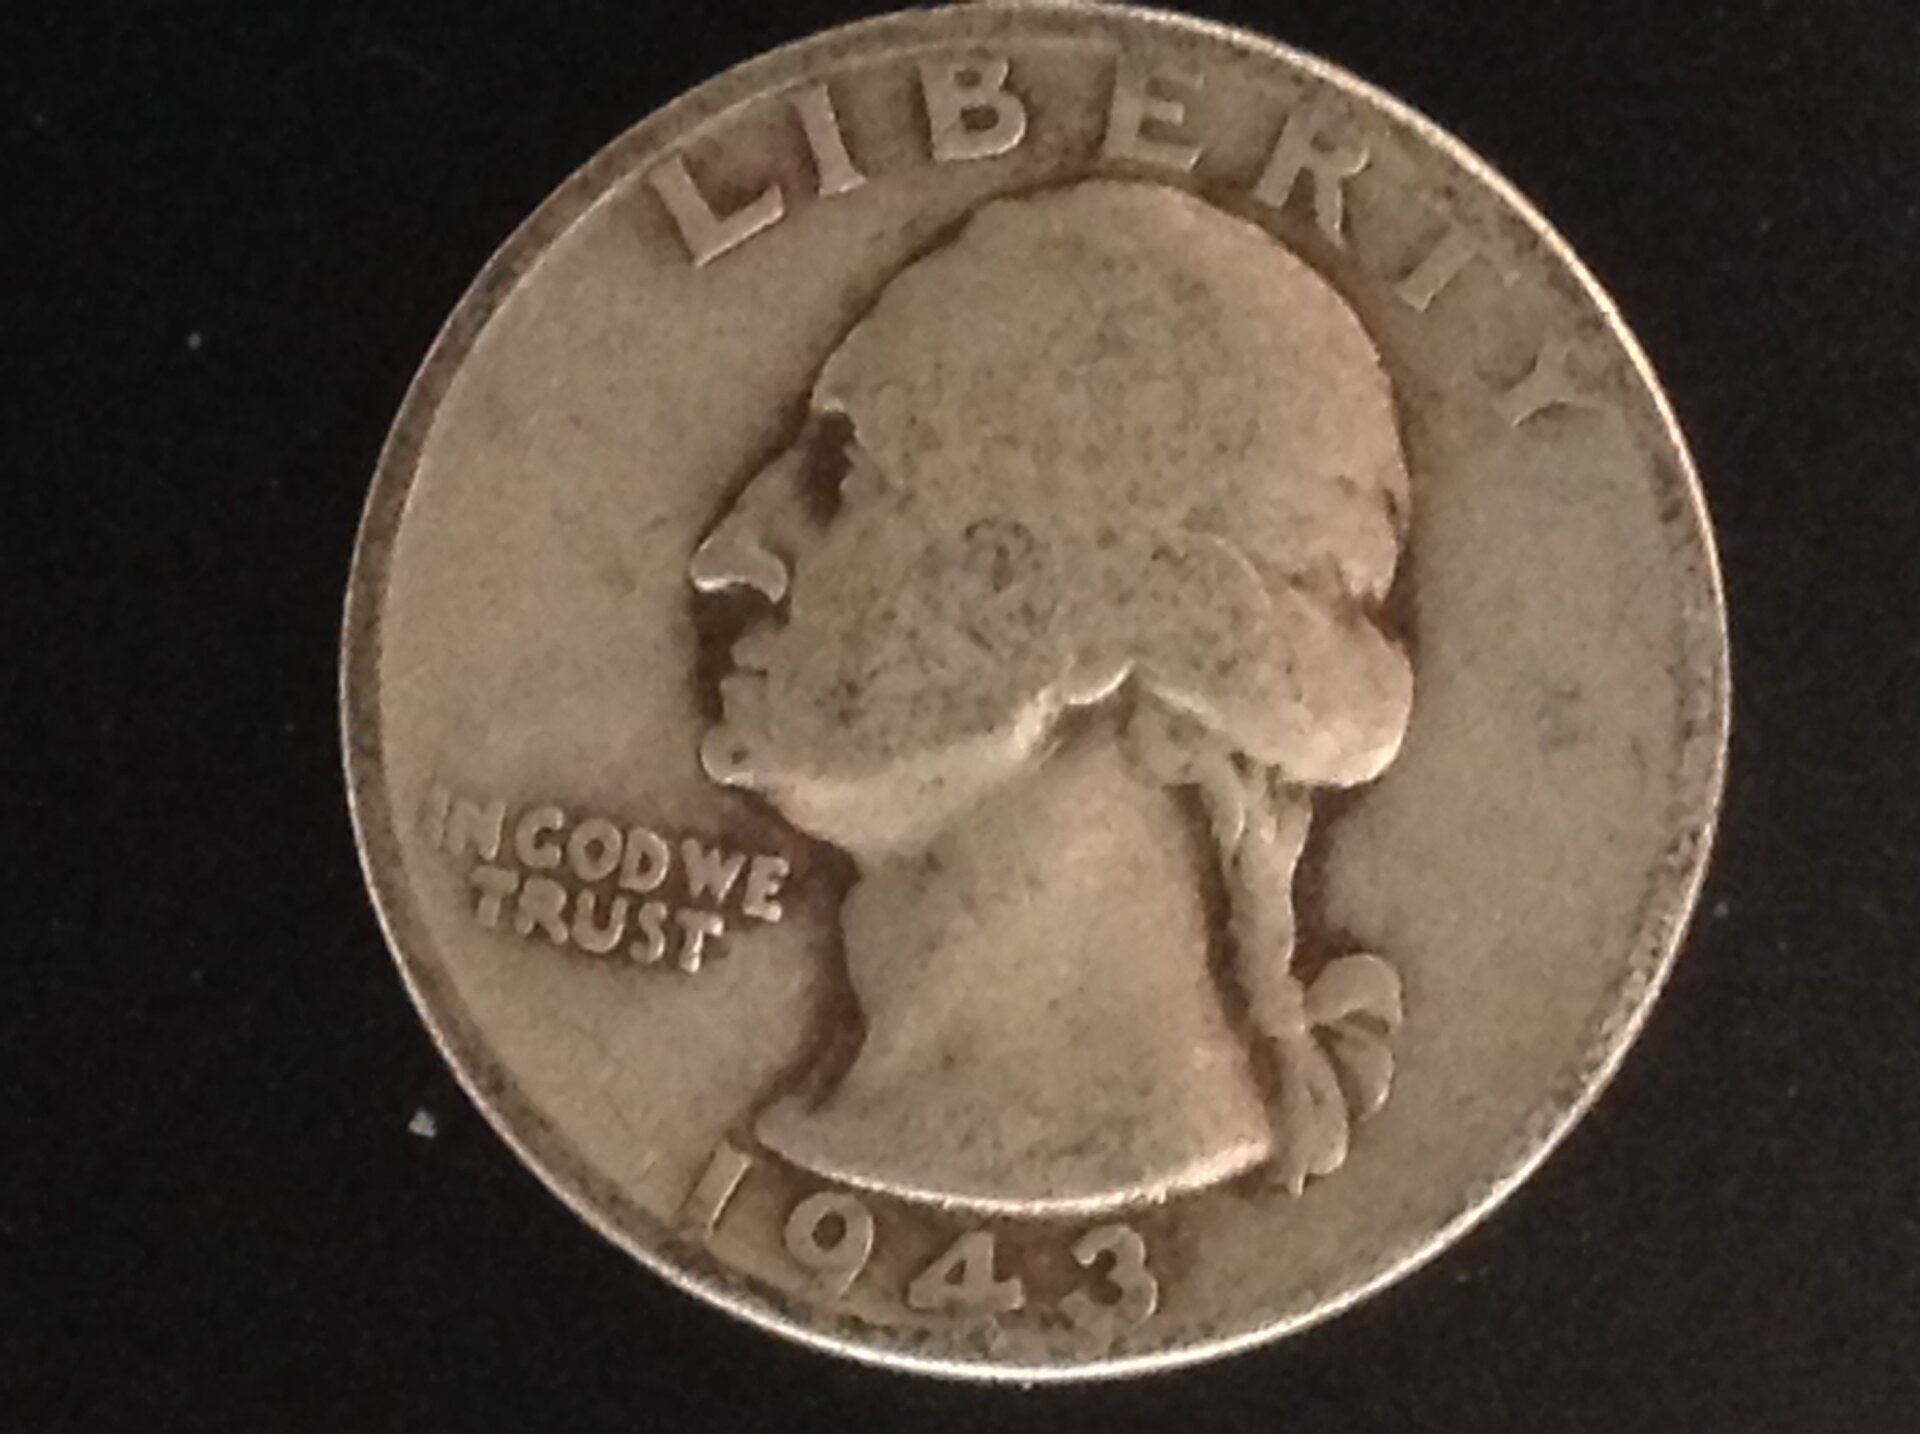 LIBERTY
IN GOD WE
TRUST
1943